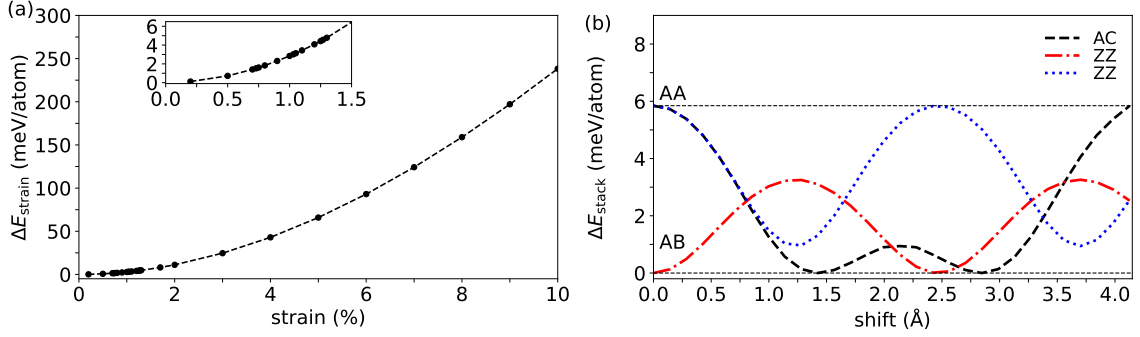 (a)
300
250
200
150
100
50
0
ΔE_strain (meV/atom)
0 2 4 6 8 10
strain (%)
6
4
2
0
0.0 0.5 1.0 1.5
(b)
8
6
4
2
0
ΔE_stack (meV/atom)
AA
AB
AC
ZZ
ZZ
0.0 0.5 1.0 1.5 2.0 2.5 3.0 3.5 4.0
shift (Å)